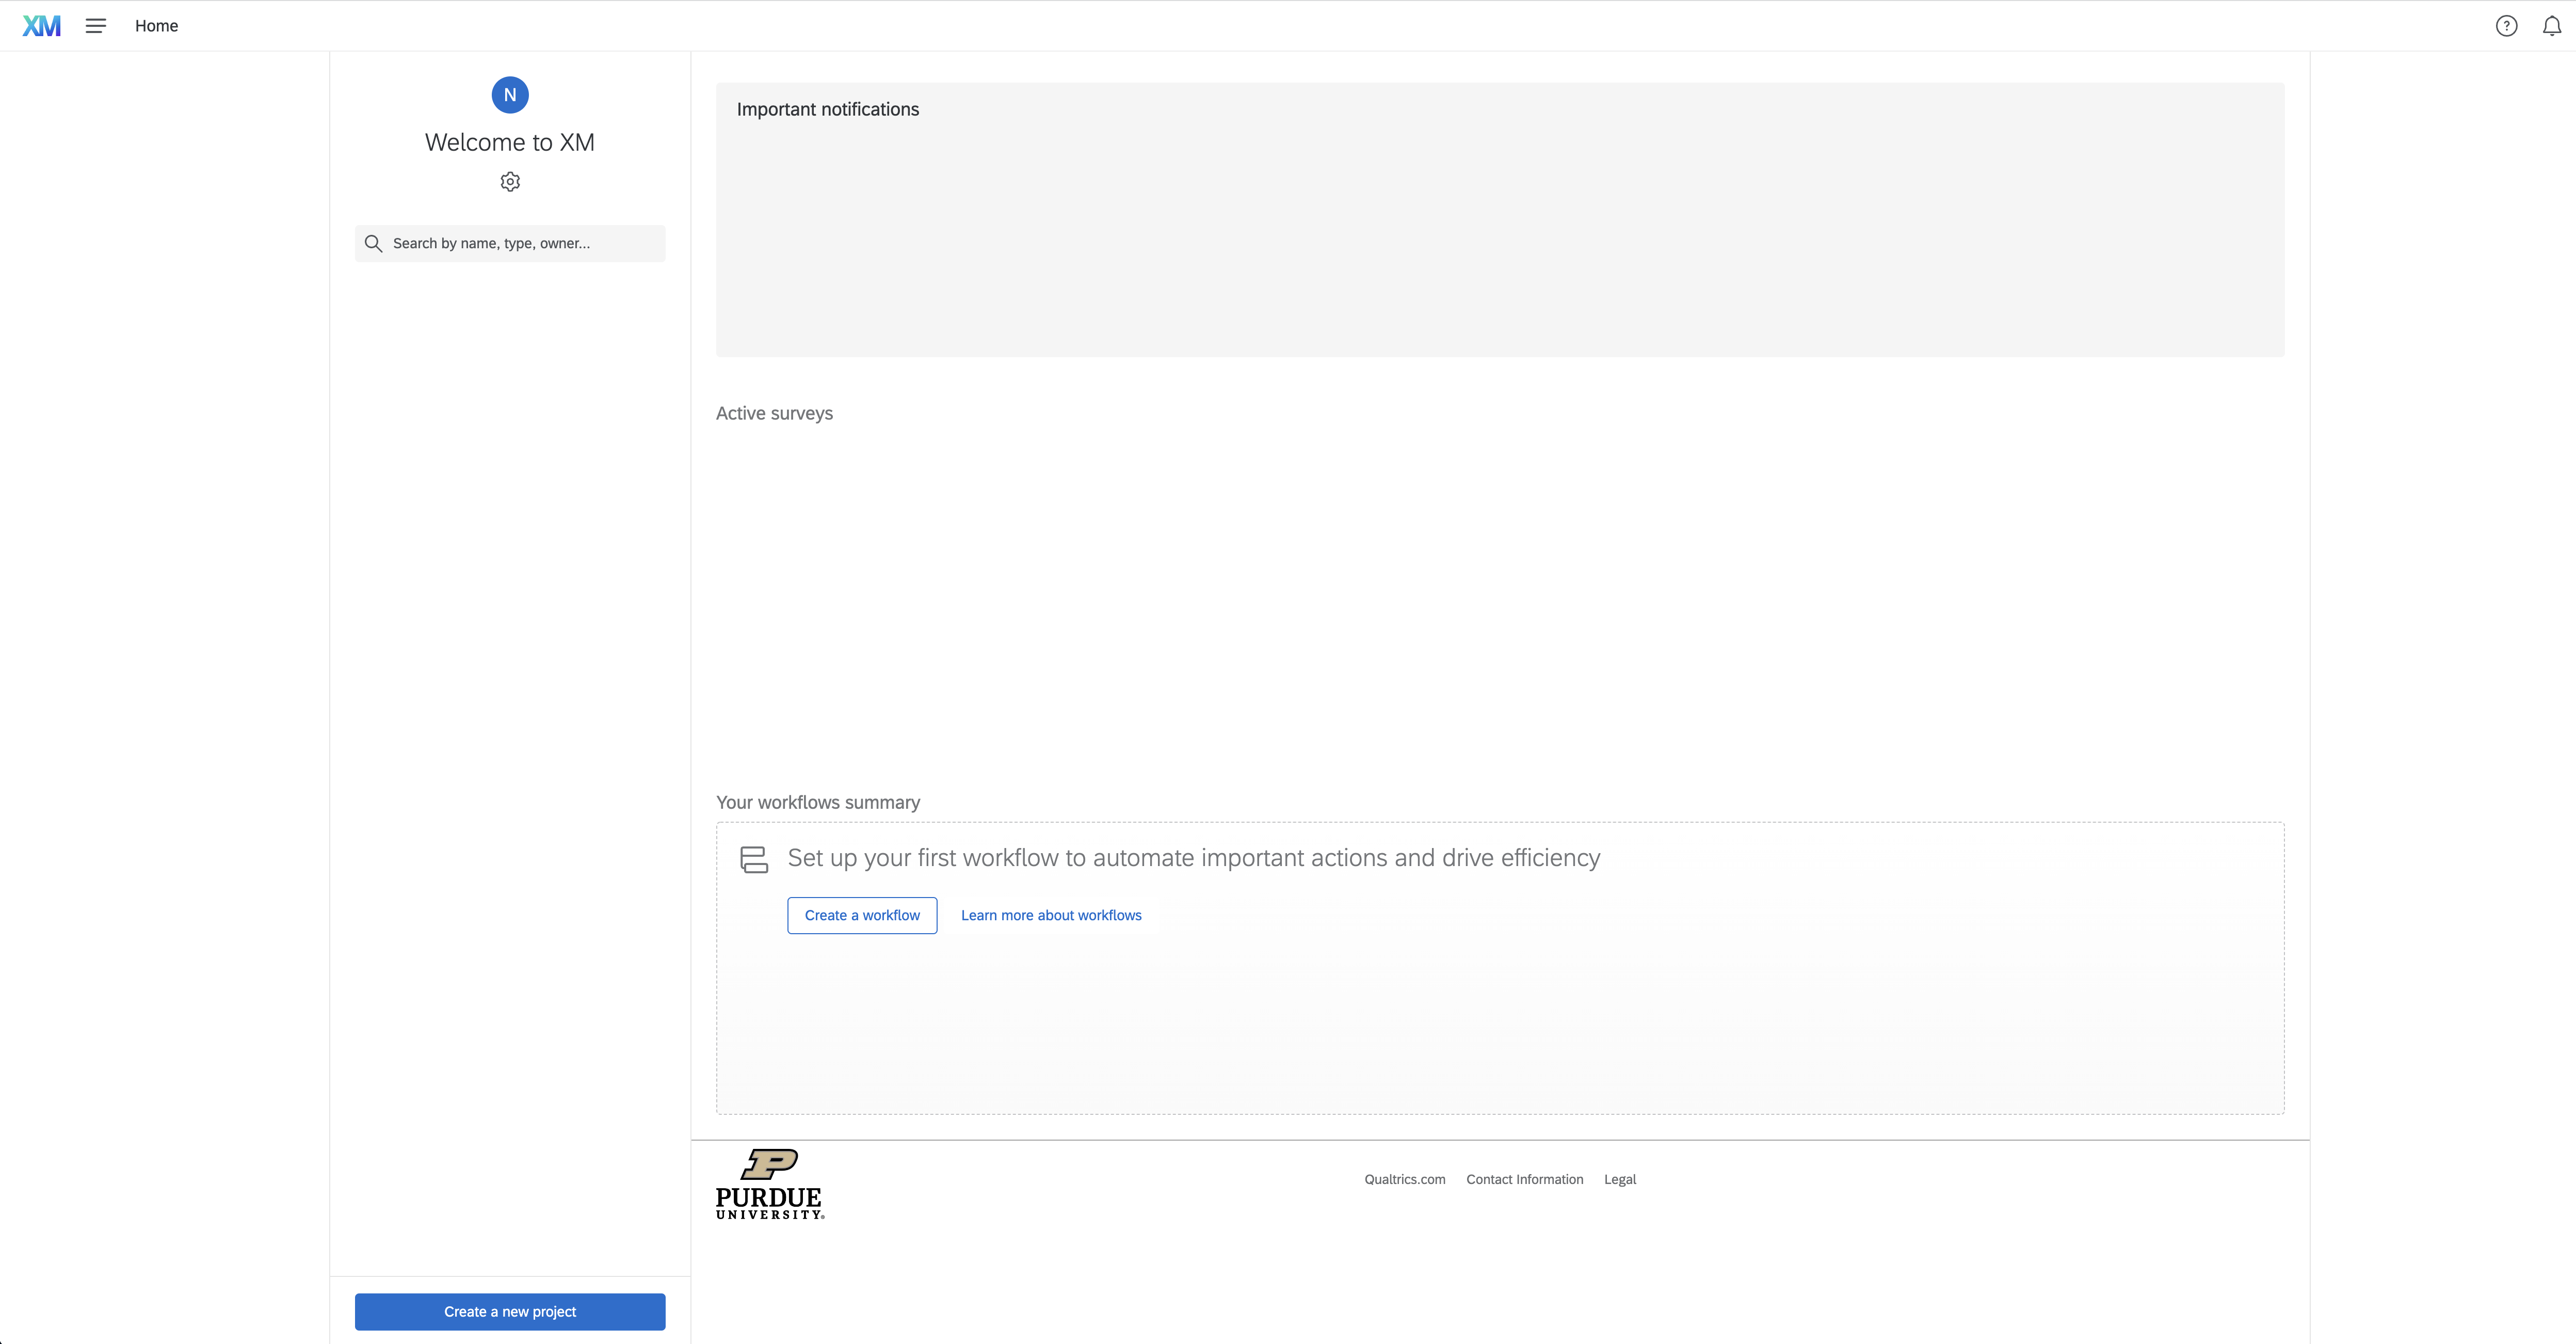 XM
Home
N
Welcome to XM
Search by name, type, owner...
Create a new project
Important notifications
Active surveys
Your workflows summary
Set up your first workflow to automate important actions and drive efficiency
Create a workflow
Learn more about workflows
P
PURDUE
UNIVERSITY®
Qualtrics.com
Contact Information
Legal